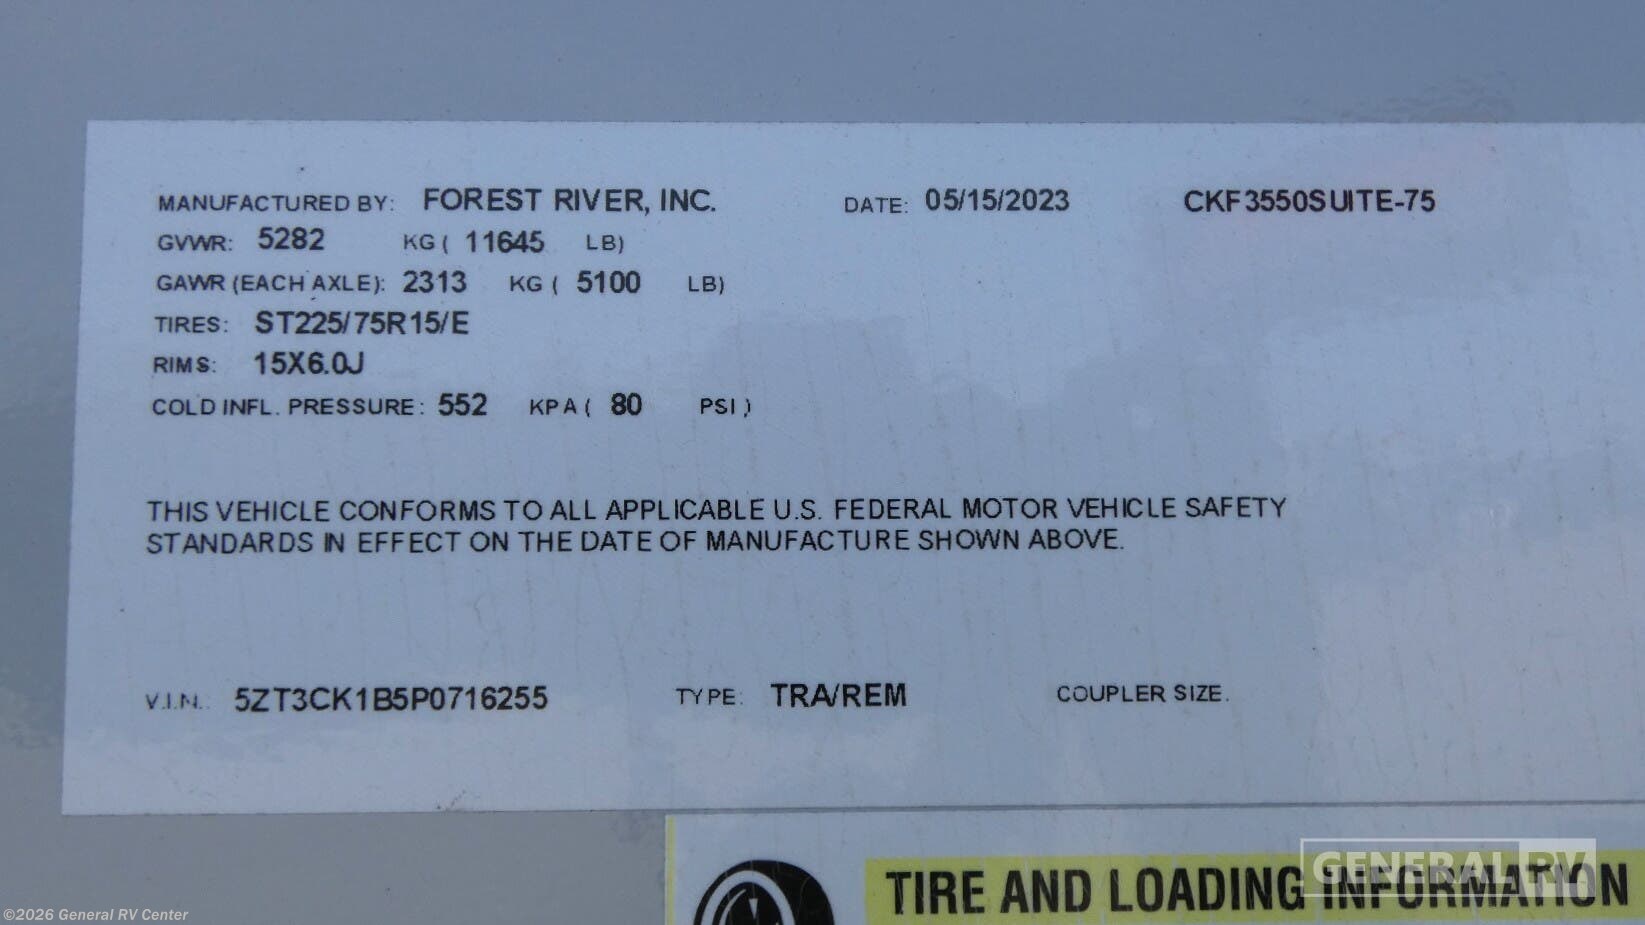 MANUFACTURED BY: FOREST RIVER, INC. DATE: 05/15/2023 CKF3550SUITE-75
GVWR: 5282 KG ( 11645 LB)
GAWR (EACH AXLE): 2313 KG ( 5100 LB)
TIRES: ST225/75R15/E
RIMS: 15X6.0J
COLD INFL. PRESSURE: 552 KPA ( 80 PSI )
THIS VEHICLE CONFORMS TO ALL APPLICABLE U.S. FEDERAL MOTOR VEHICLE SAFETY
STANDARDS IN EFFECT ON THE DATE OF MANUFACTURE SHOWN ABOVE.
V.I.N.: 5ZT3CK1B5P0716255 TYPE: TRA/REM COUPLER SIZE.
GENERAL RV
TIRE AND LOADING INFORMATION
©2026 General RV Center